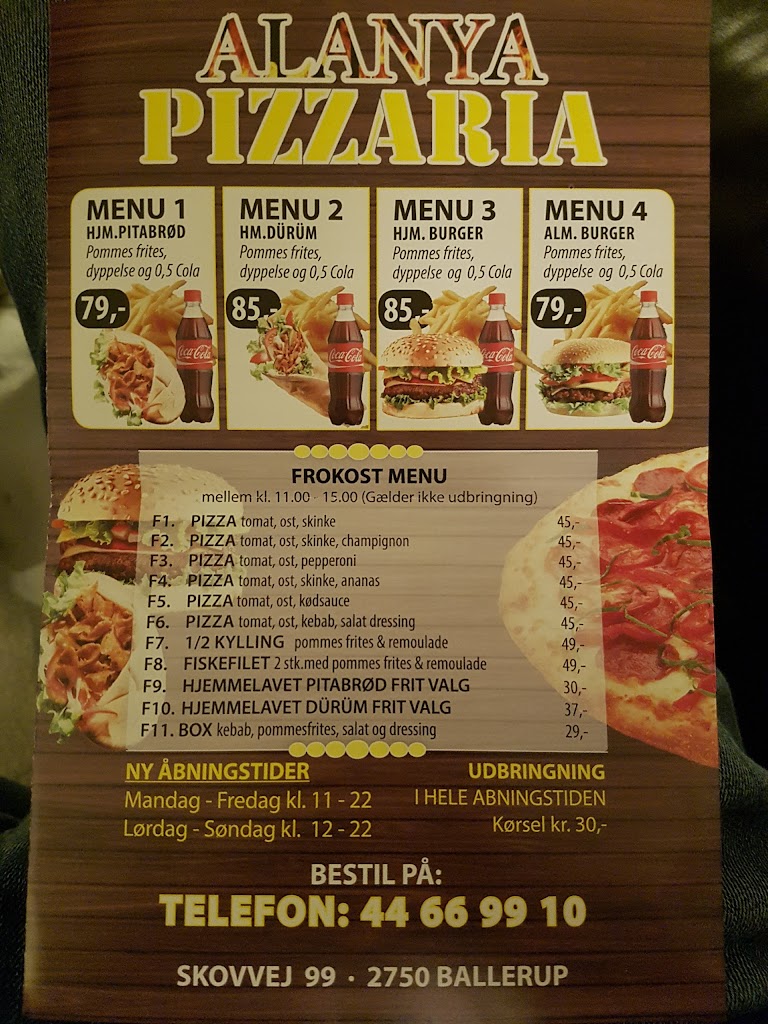 ALANYA
PIZZARIA
MENU 1
HJM.PITABRØD
Pommes frites,
dyppelse og 0,5 Cola
79,-
Coca-Cola
MENU 2
HM.DÜRÜM
Pommes frites,
dyppelse og 0,5 Cola
85,-
Coca-Cola
MENU 3
HJM. BURGER
Pommes frites,
dyppelse og 0,5 Cola
85,-
Coca-Cola
MENU 4
ALM. BURGER
Pommes frites,
dyppelse og 0,5 Cola
79,-
Coca-Cola
FROKOST MENU
mellem kl. 11.00 - 15.00 (Gælder ikke udbringning)
F1. PIZZA tomat, ost, skinke 45,-
F2. PIZZA tomat, ost, skinke, champignon 45,-
F3. PIZZA tomat, ost, pepperoni 45,-
F4. PIZZA tomat, ost, skinke, ananas 45,-
F5. PIZZA tomat, ost, kødsauce 45,-
F6. PIZZA tomat, ost, kebab, salat dressing 45,-
F7. 1/2 KYLLING pommes frites & remoulade 49,-
F8. FISKEFILET 2 stk.med pommes frites & remoulade 49,-
F9. HJEMMELAVET PITABRØD FRIT VALG 30,-
F10. HJEMMELAVET DÜRÜM FRIT VALG 37,-
F11. BOX kebab, pommesfrites, salat og dressing 29,-
NY ÅBNINGSTIDER
Mandag - Fredag kl. 11 - 22
Lørdag - Søndag kl. 12 - 22
UDBRINGNING
I HELE ABNINGSTIDEN
Kørsel kr. 30,-
BESTIL PÅ:
TELEFON: 44 66 99 10
SKOVVEJ 99 · 2750 BALLERUP